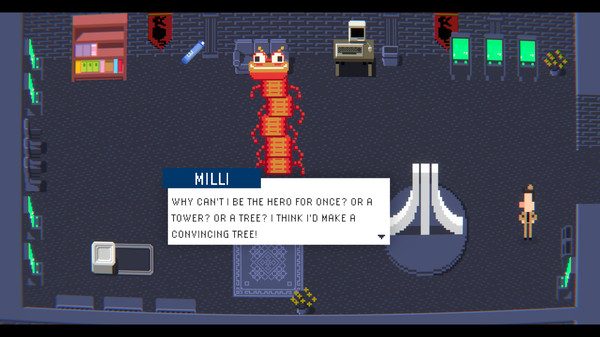 MILLI
WHY CAN'T I BE THE HERO FOR ONCE? OR A
TOWER? OR A TREE? I THINK I'D MAKE A
CONVINCING TREE!